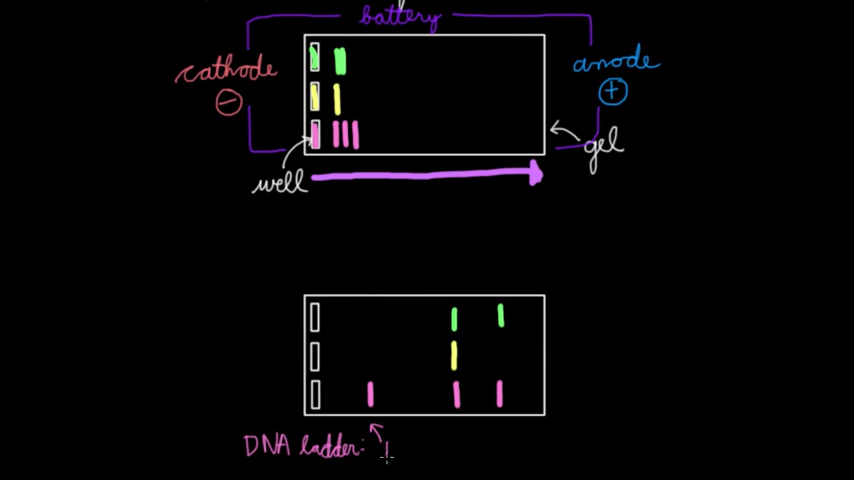 battery
cathode
anode
−
+
gel
well
DNA ladder: